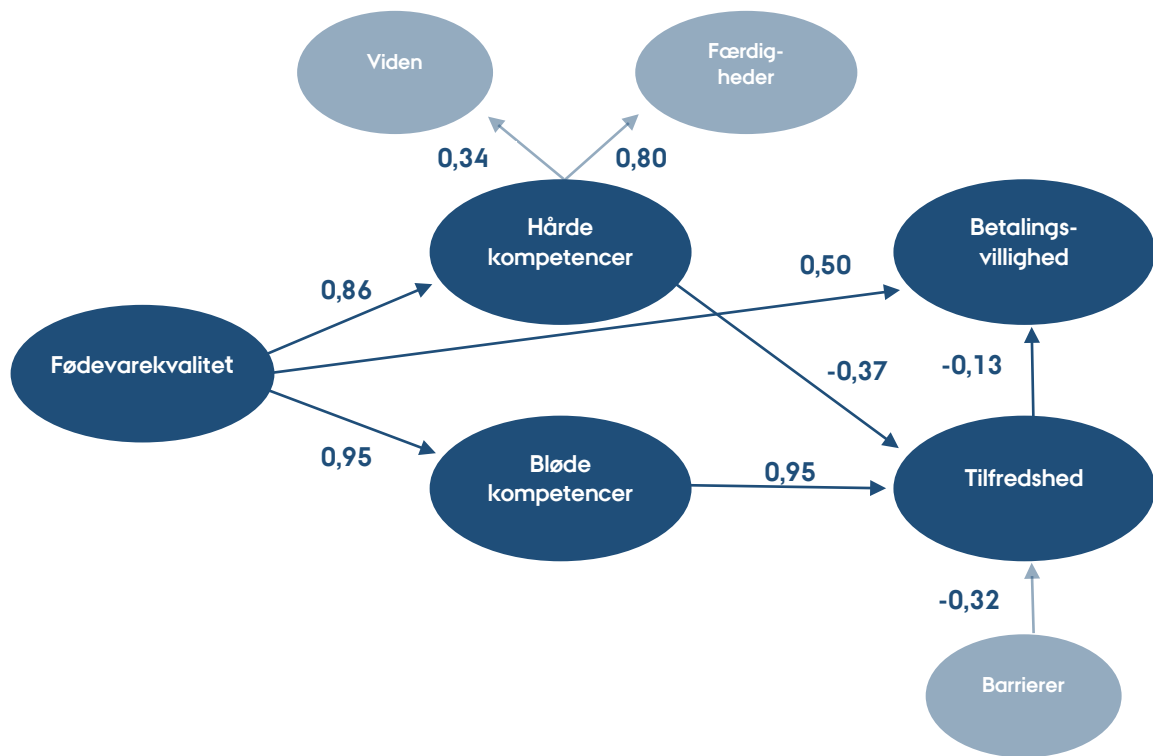 Viden
Færdig-
heder
0,34
0,80
Hårde
kompetencer
Betalings-
villighed
0,50
0,86
Fødevarekvalitet
-0,37
-0,13
0,95
Bløde
kompetencer
0,95
Tilfredshed
-0,32
Barrierer